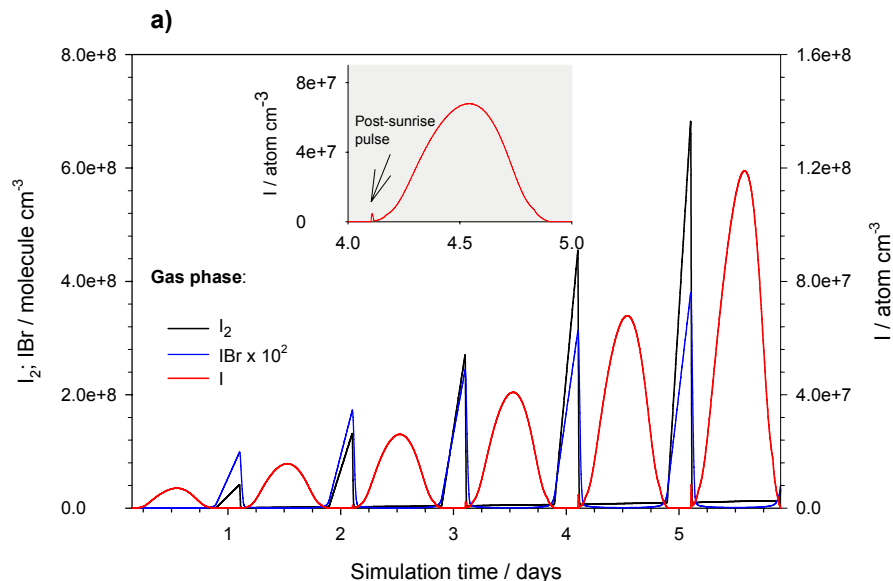 a)
8.0e+8
6.0e+8
4.0e+8
2.0e+8
0.0
I₂; IBr / molecule cm⁻³
1.6e+8
1.2e+8
8.0e+7
4.0e+7
0.0
I / atom cm⁻³
8e+7
4e+7
0
I / atom cm⁻³
Post-sunrise
pulse
4.0 4.5 5.0
Gas phase:
I₂
IBr x 10²
I
1 2 3 4 5
Simulation time / days